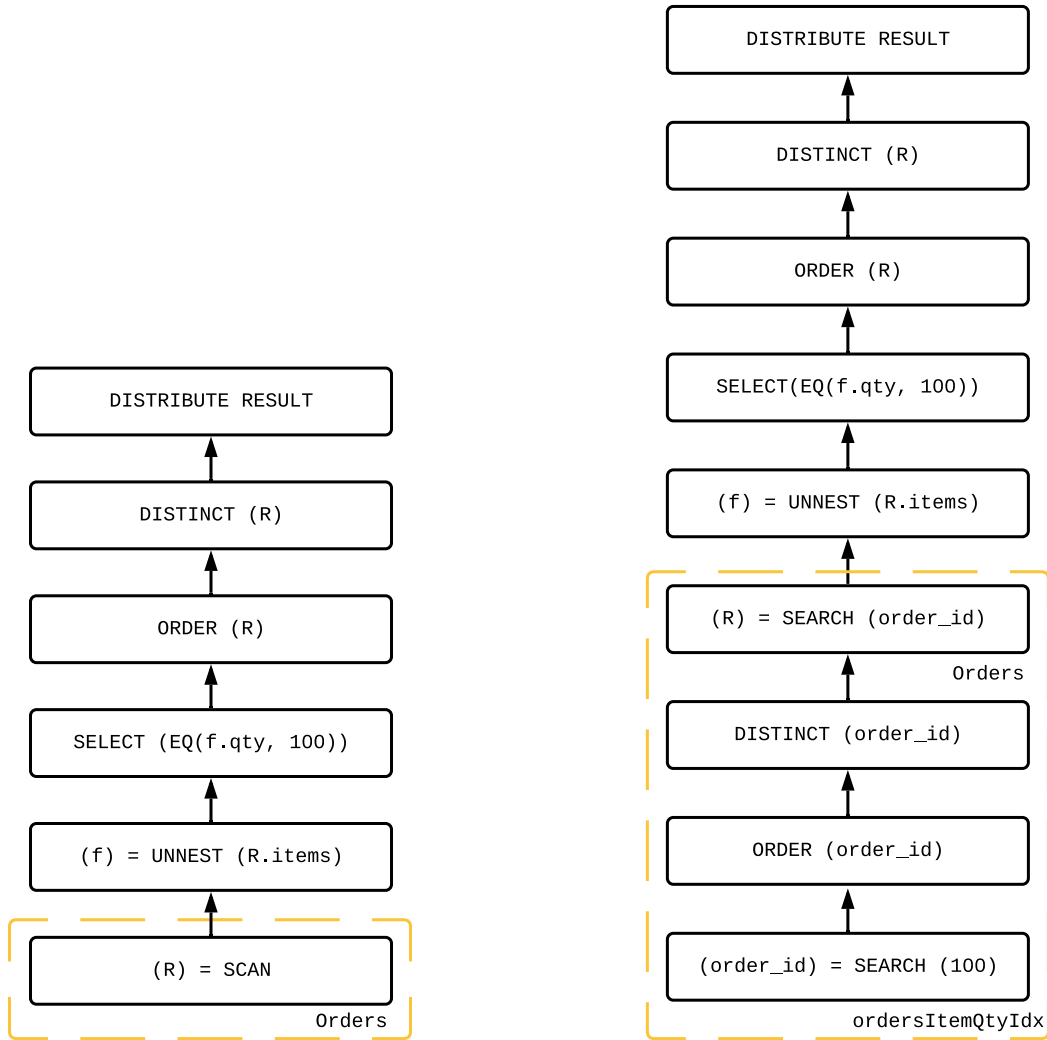 DISTRIBUTE RESULT
DISTINCT (R)
ORDER (R)
SELECT (EQ(f.qty, 100))
(f) = UNNEST (R.items)
(R) = SCAN
Orders
DISTRIBUTE RESULT
DISTINCT (R)
ORDER (R)
SELECT(EQ(f.qty, 100))
(f) = UNNEST (R.items)
(R) = SEARCH (order_id)
Orders
DISTINCT (order_id)
ORDER (order_id)
(order_id) = SEARCH (100)
ordersItemQtyIdx